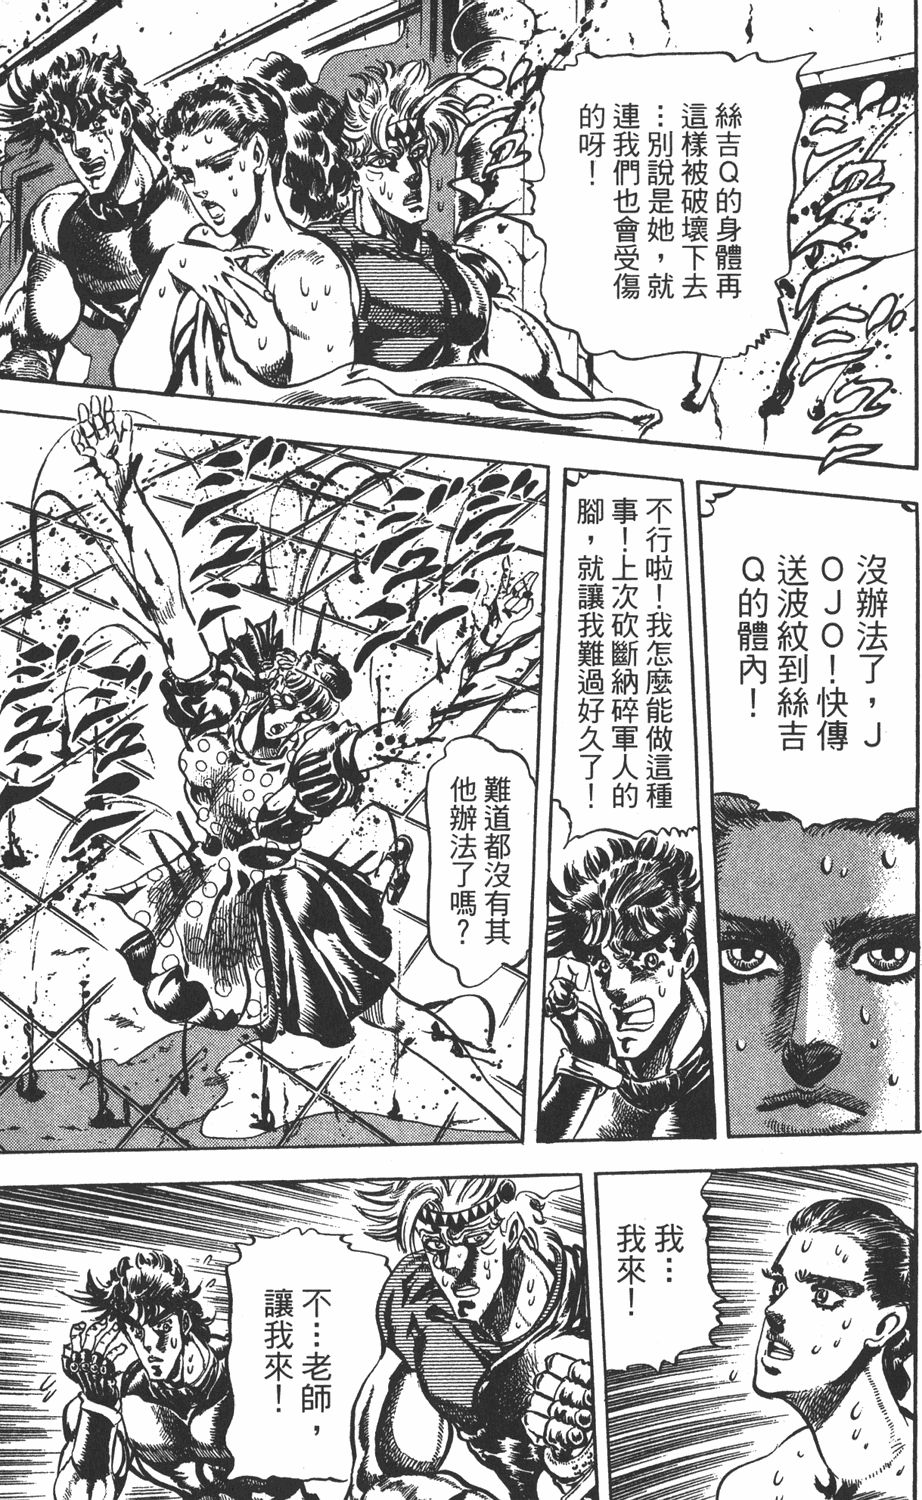 絲吉Q的身體再
這樣被破壞下去
…別說是她，就
連我們也會受傷
的呀！
沒辦法了，J
OJO！快傳
送波紋到絲吉
Q的體內！
不行啦！我怎麼能做這種
事！上次砍斷納碎軍人的
腳，就讓我難過好久了！
難道都沒有其
他辦法了嗎？
我…
我來！
不…老師，
讓我來！